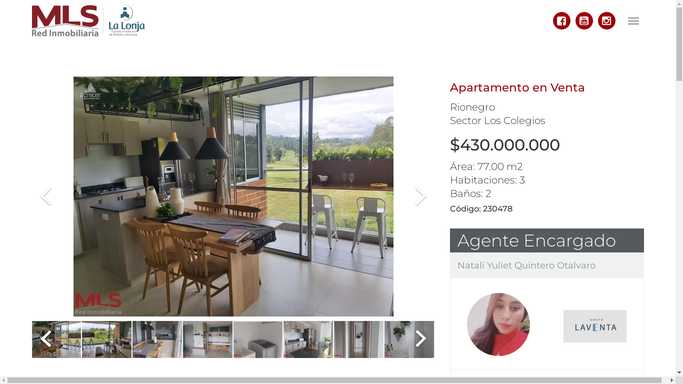 MLS
Red Inmobiliaria
La Lonja
Apartamento en Venta
Rionegro
Sector Los Colegios
$430.000.000
Área: 77.00 m2
Habitaciones: 3
Baños: 2
Código: 230478
Agente Encargado
Natali Yuliet Quintero Otalvaro
MLS
Red Inmobiliaria
LAVENTA